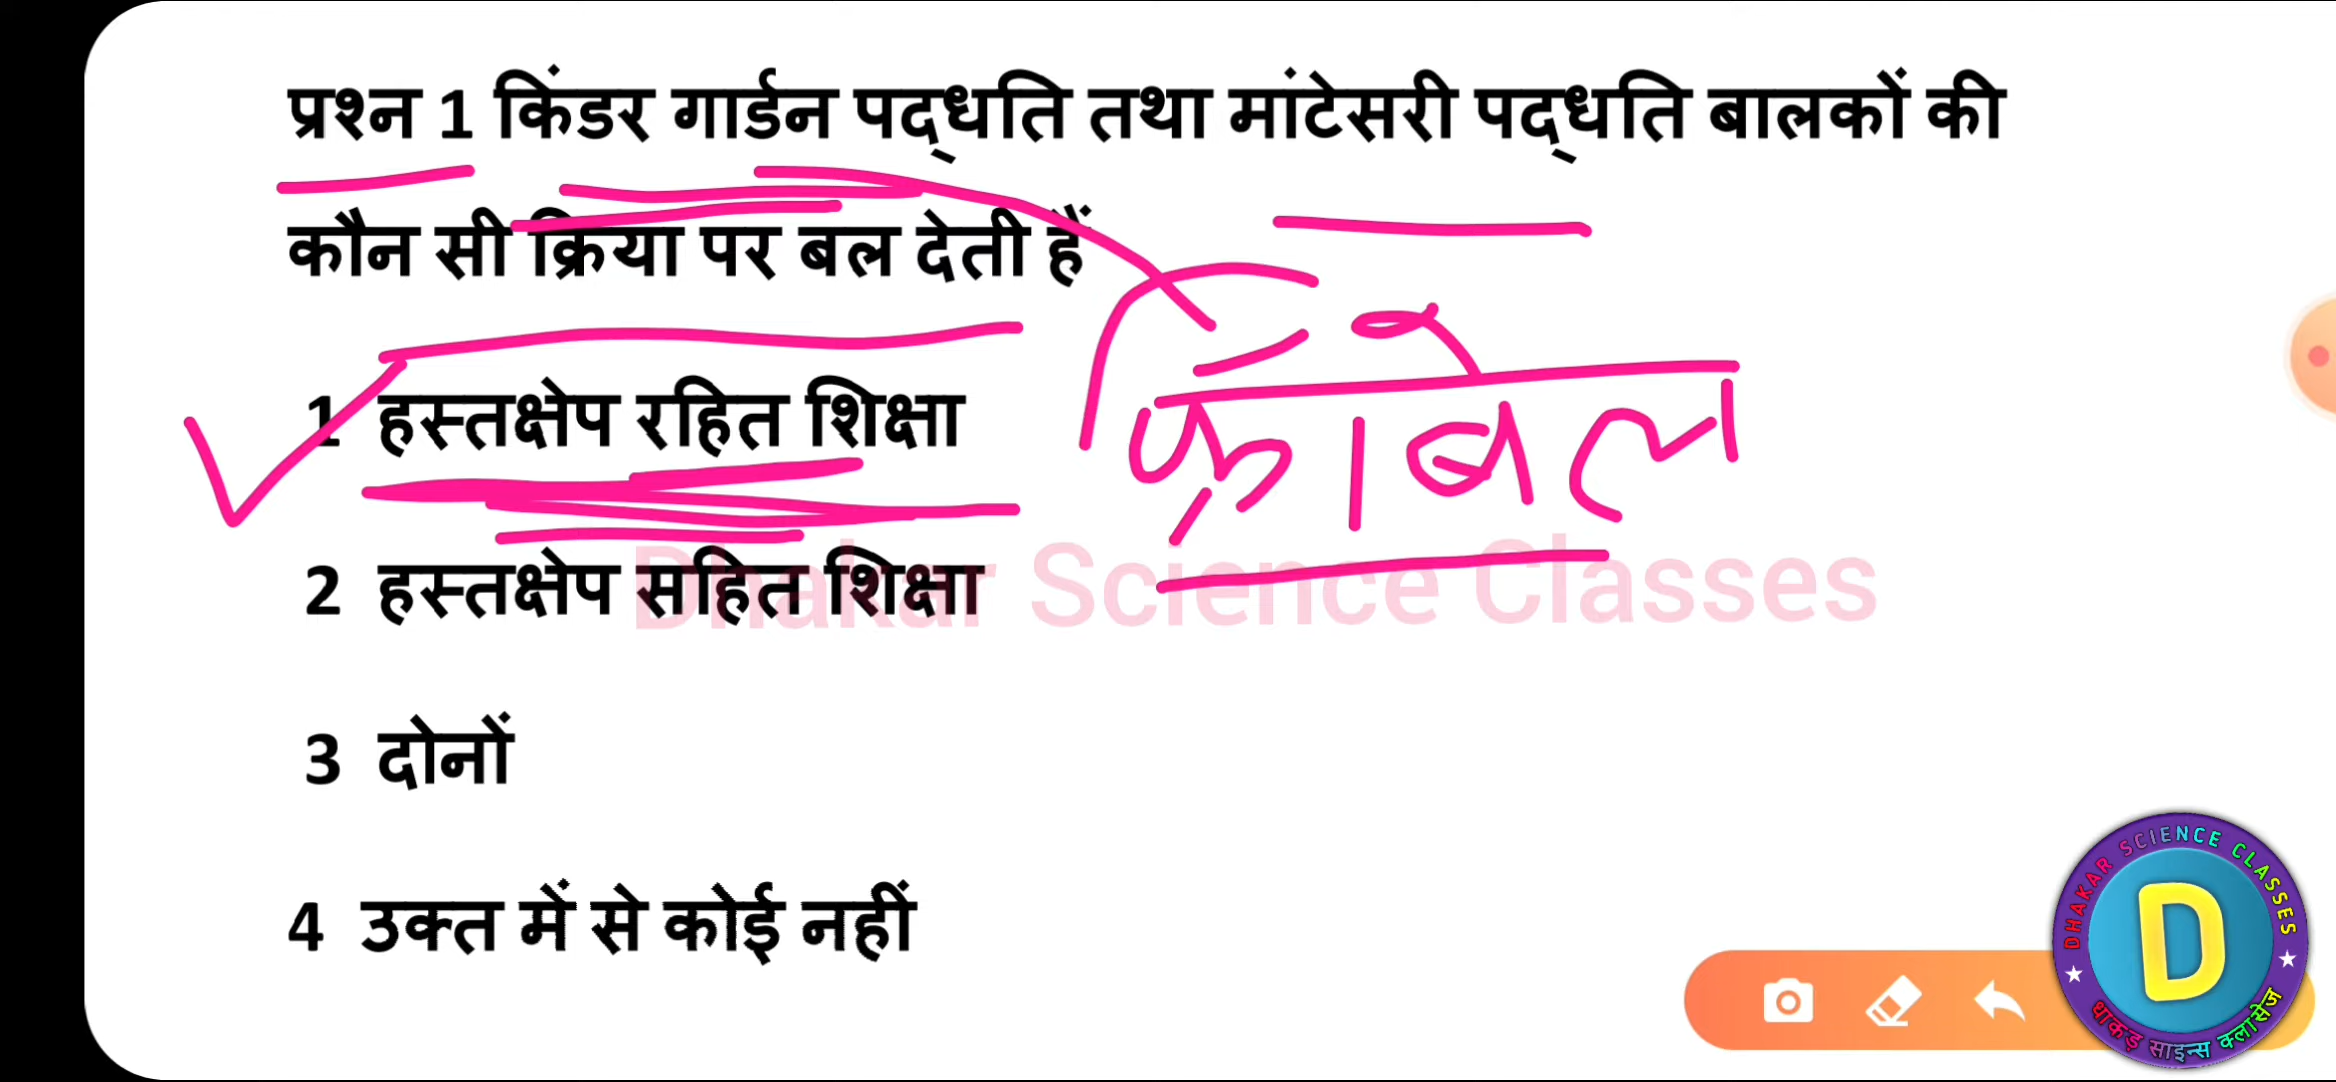 प्रश्न 1 किंडर गार्डन पद्धति तथा मांटेसरी पद्धति बालकों की
कौन सी क्रिया पर बल देती हैं
1 हस्तक्षेप रहित शिक्षा
फ्रोबेल
2 हस्तक्षेप सहित शिक्षा
Dhakar Science Classes
3 दोनों
4 उक्त में से कोई नहीं
DHAKAR SCIENCE CLASSES
D
धाकड़ साइन्स क्लासेज